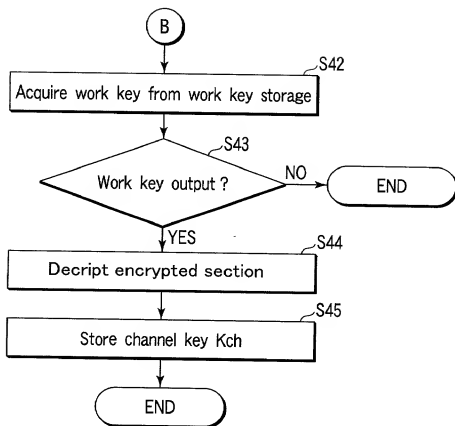 B
S42
Acquire work key from work key storage
S43
Work key output?
NO
END
YES
S44
Decript encrypted section
S45
Store channel key Kch
END